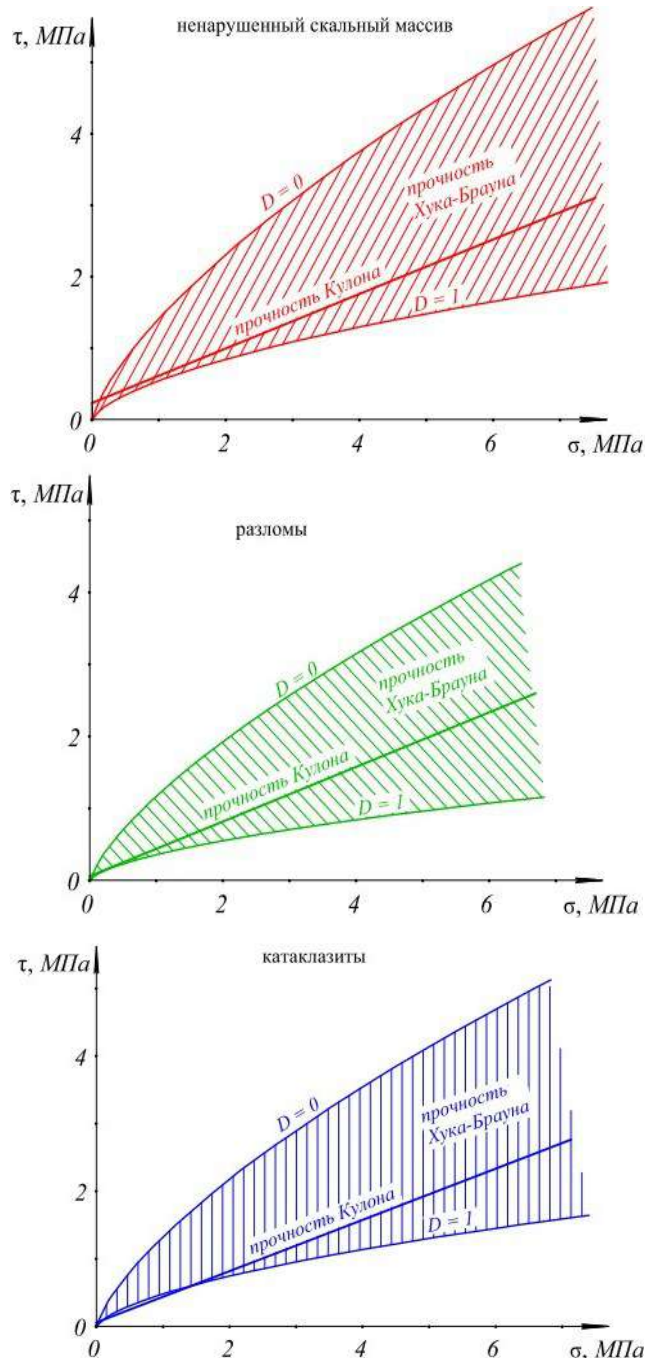 τ, МПа
ненарушенный скальный массив
4
D = 0
прочность
Хука-Брауна
2
прочность Кулона
D = 1
0
0 2 4 6 σ, МПа
τ, МПа
разломы
4
D = 0
прочность
Хука-Брауна
2
прочность Кулона
D = 1
0
0 2 4 6 σ, МПа
τ, МПа
катаклазиты
4
D = 0
прочность
Хука-Брауна
2
прочность Кулона
D = 1
0
0 2 4 6 σ, МПа